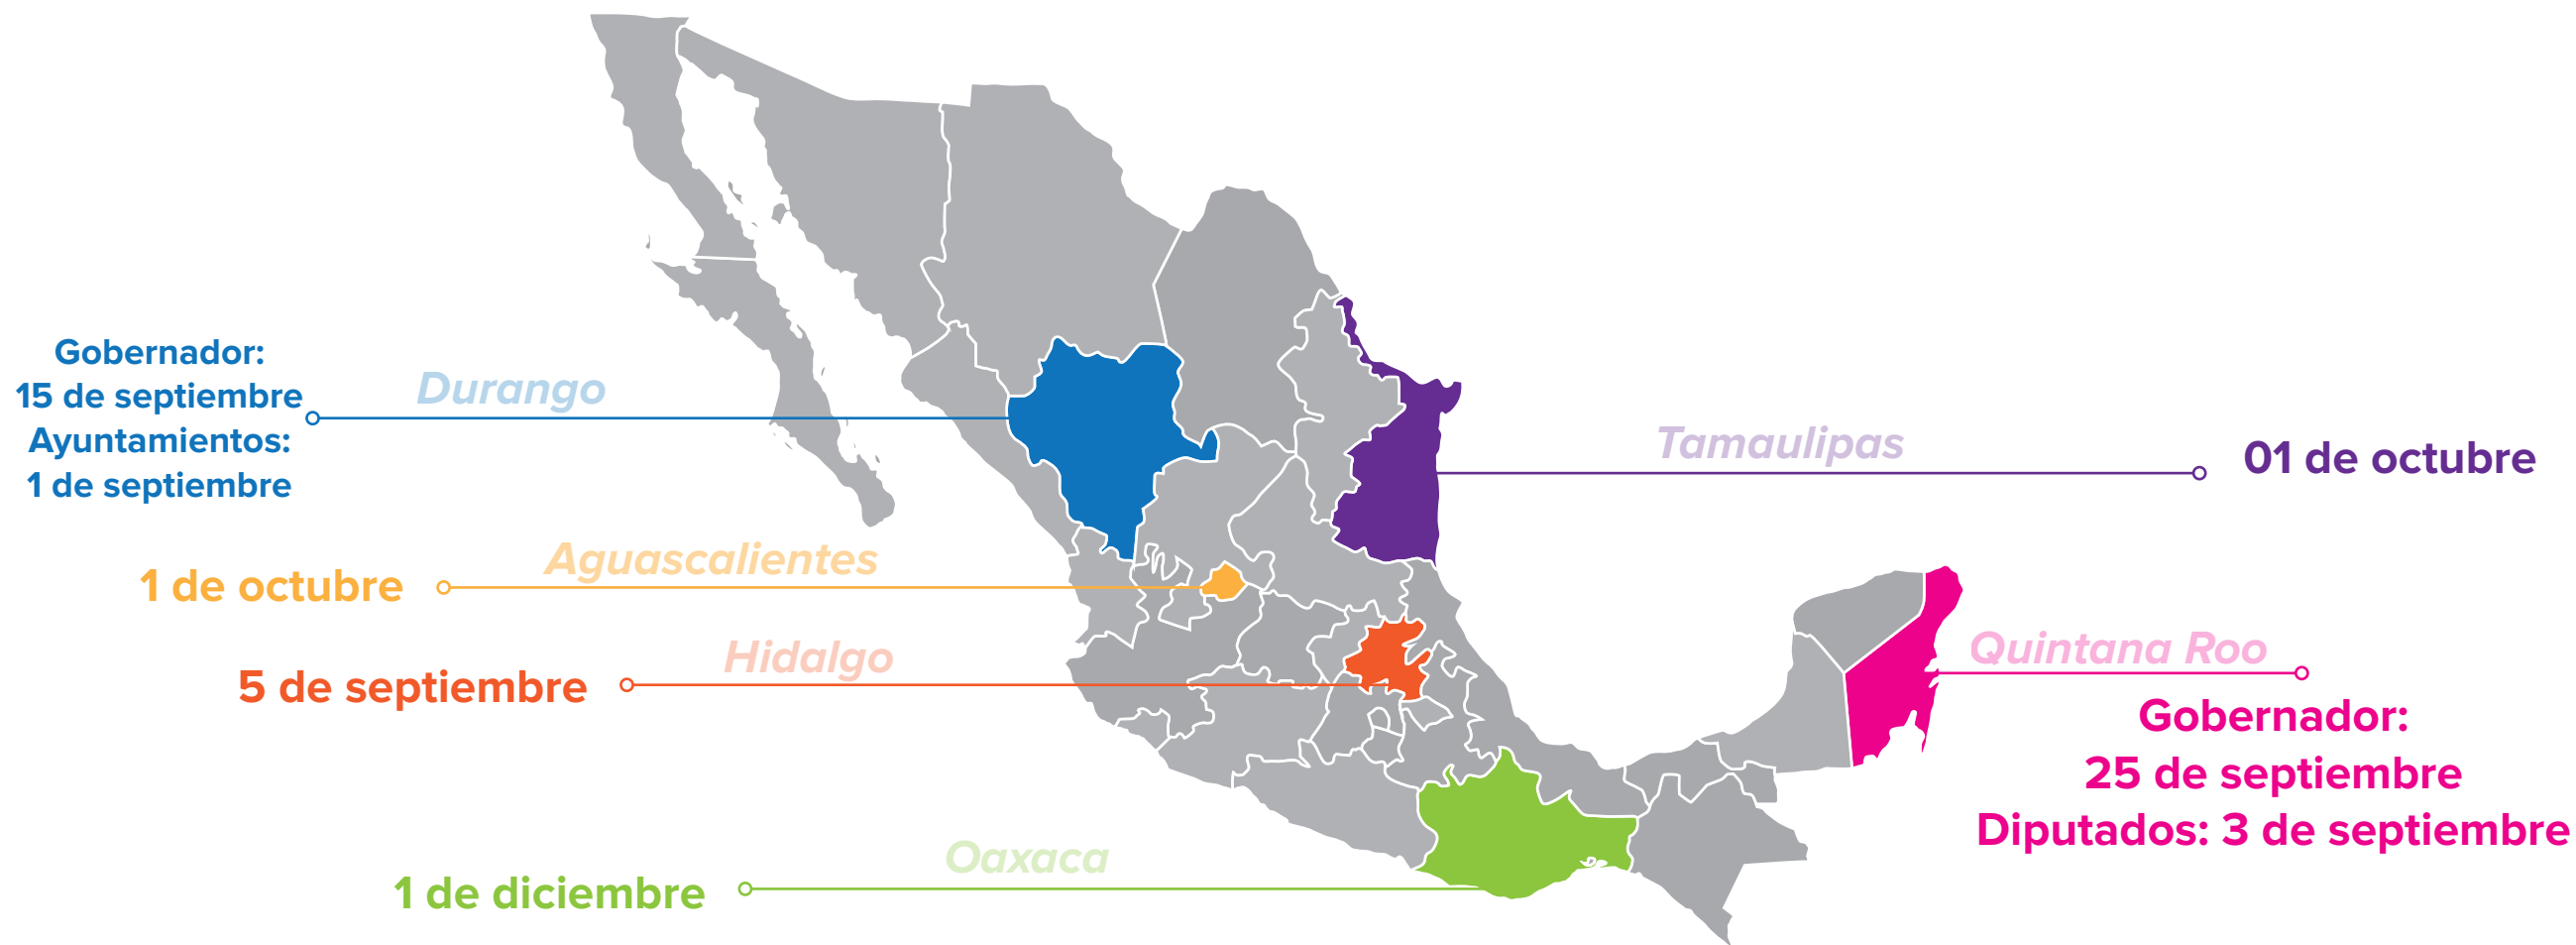 Gobernador:
15 de septiembre
Ayuntamientos:
1 de septiembre
Durango
Tamaulipas
01 de octubre
Aguascalientes
1 de octubre
Hidalgo
5 de septiembre
Quintana Roo
Gobernador:
25 de septiembre
Diputados: 3 de septiembre
Oaxaca
1 de diciembre